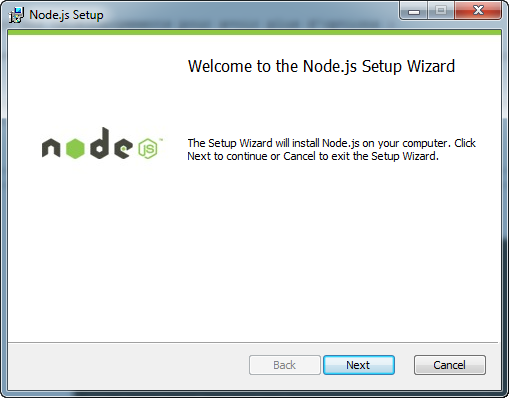 Node.js Setup
Welcome to the Node.js Setup Wizard
node
JS
™
The Setup Wizard will install Node.js on your computer. Click
Next to continue or Cancel to exit the Setup Wizard.
Back
Next
Cancel